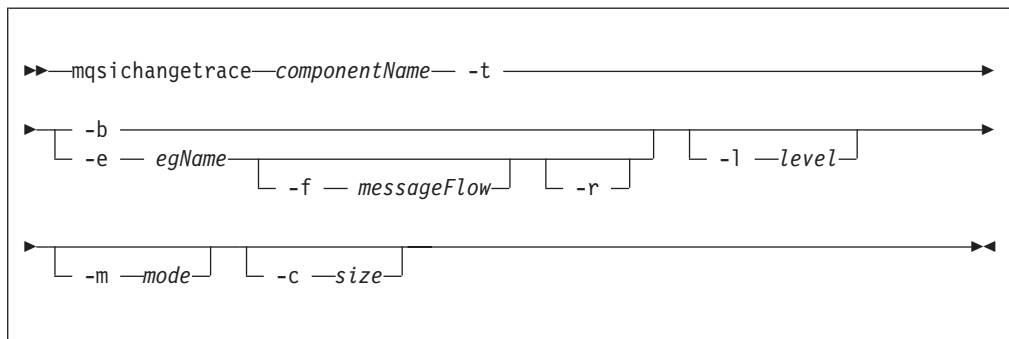 mqsichangetrace componentName -t
-b
-e egName
-f messageFlow
-r
-l level
-m mode
-c size